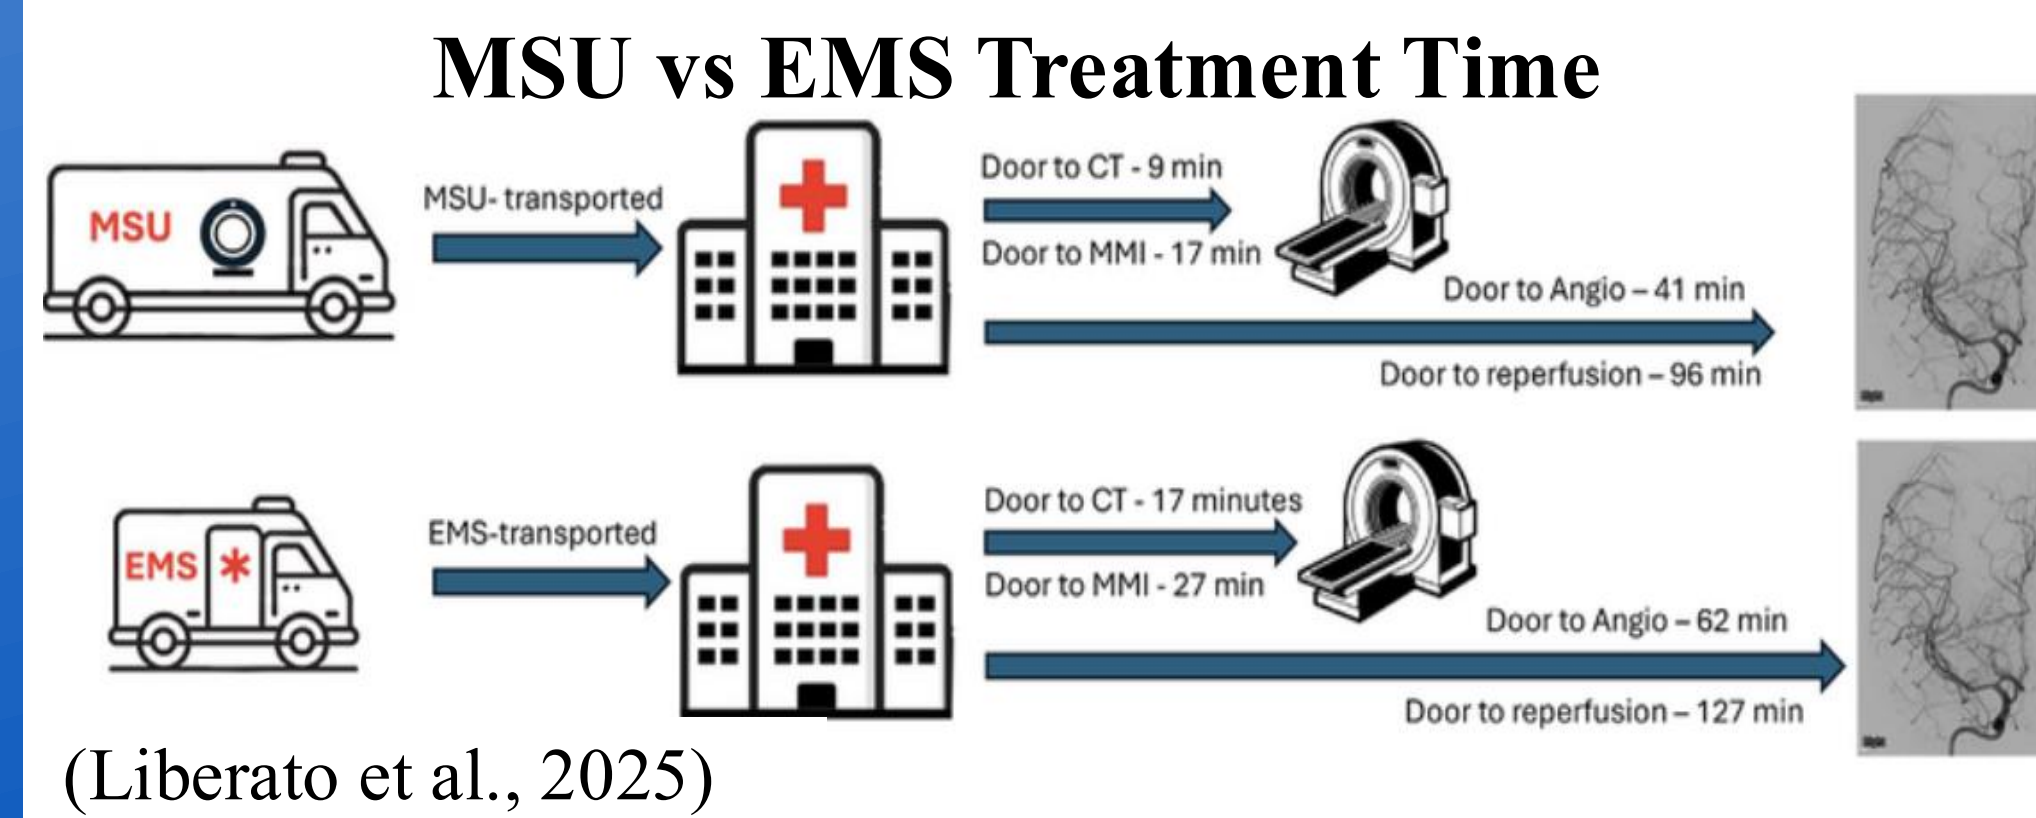 MSU vs EMS Treatment Time
MSU
MSU- transported
Door to CT - 9 min
Door to MMI - 17 min
Door to Angio – 41 min
Door to reperfusion – 96 min
EMS
EMS-transported
Door to CT - 17 minutes
Door to MMI - 27 min
Door to Angio – 62 min
Door to reperfusion – 127 min
(Liberato et al., 2025)